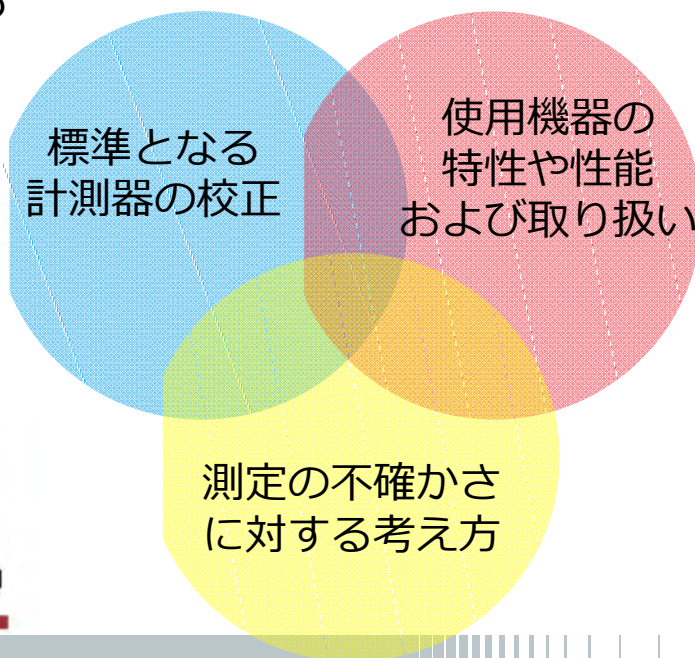 標準となる
計測器の校正
使用機器の
特性や性能
および取り扱い
測定の不確かさ
に対する考え方